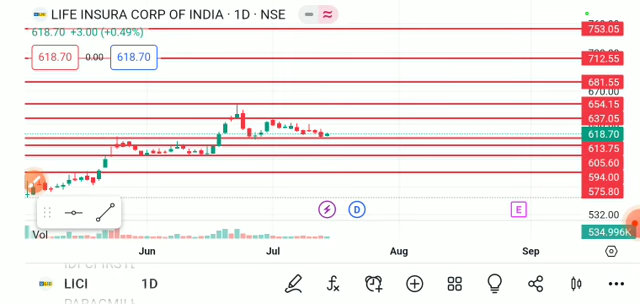 LIFE INSURA CORP OF INDIA · 1D · NSE
618.70 +3.00 (+0.49%)
618.70 0.00 618.70
753.05
712.55
681.55
670.00
654.15
637.05
618.70
613.75
605.60
594.00
575.80
532.00
534.996K
D
E
Vol
Jun Jul Aug Sep
LICI 1D